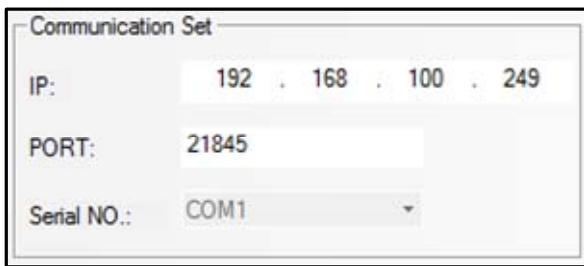 Communication Set
IP: 192 . 168 . 100 . 249
PORT: 21845
Serial NO.: COM1